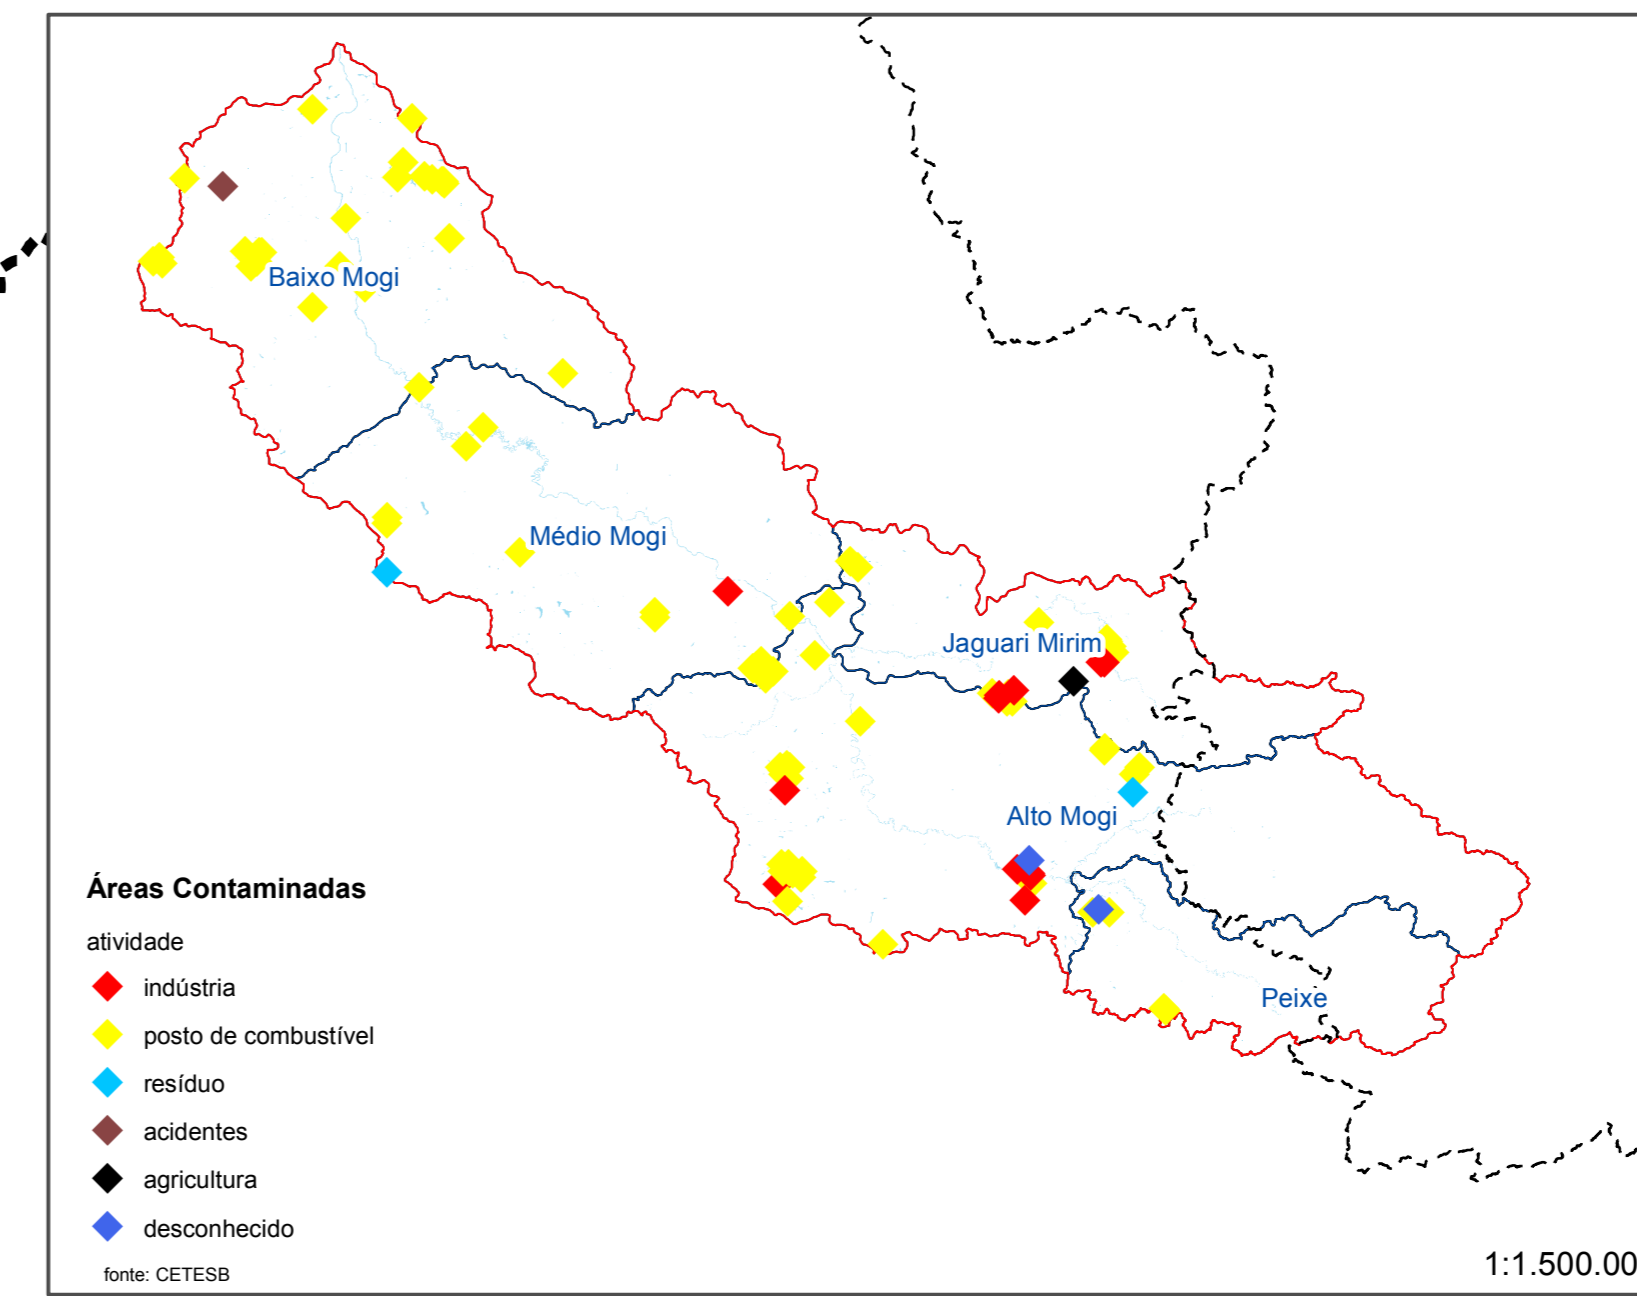 Baixo Mogi
Médio Mogi
Jaguari Mirim
Alto Mogi
Peixe
Áreas Contaminadas
atividade
indústria
posto de combustível
resíduo
acidentes
agricultura
desconhecido
fonte: CETESB
1:1.500.00